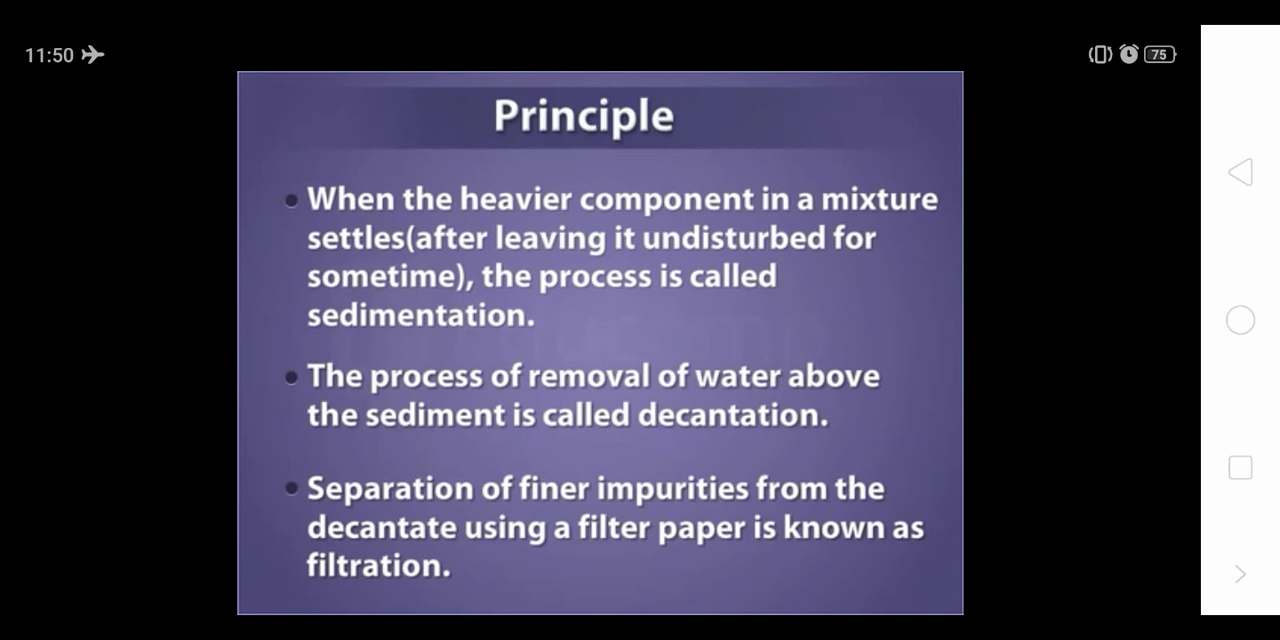 11:50
75
Principle
When the heavier component in a mixture
settles(after leaving it undisturbed for
sometime), the process is called
sedimentation.
The process of removal of water above
the sediment is called decantation.
Separation of finer impurities from the
decantate using a filter paper is known as
filtration.